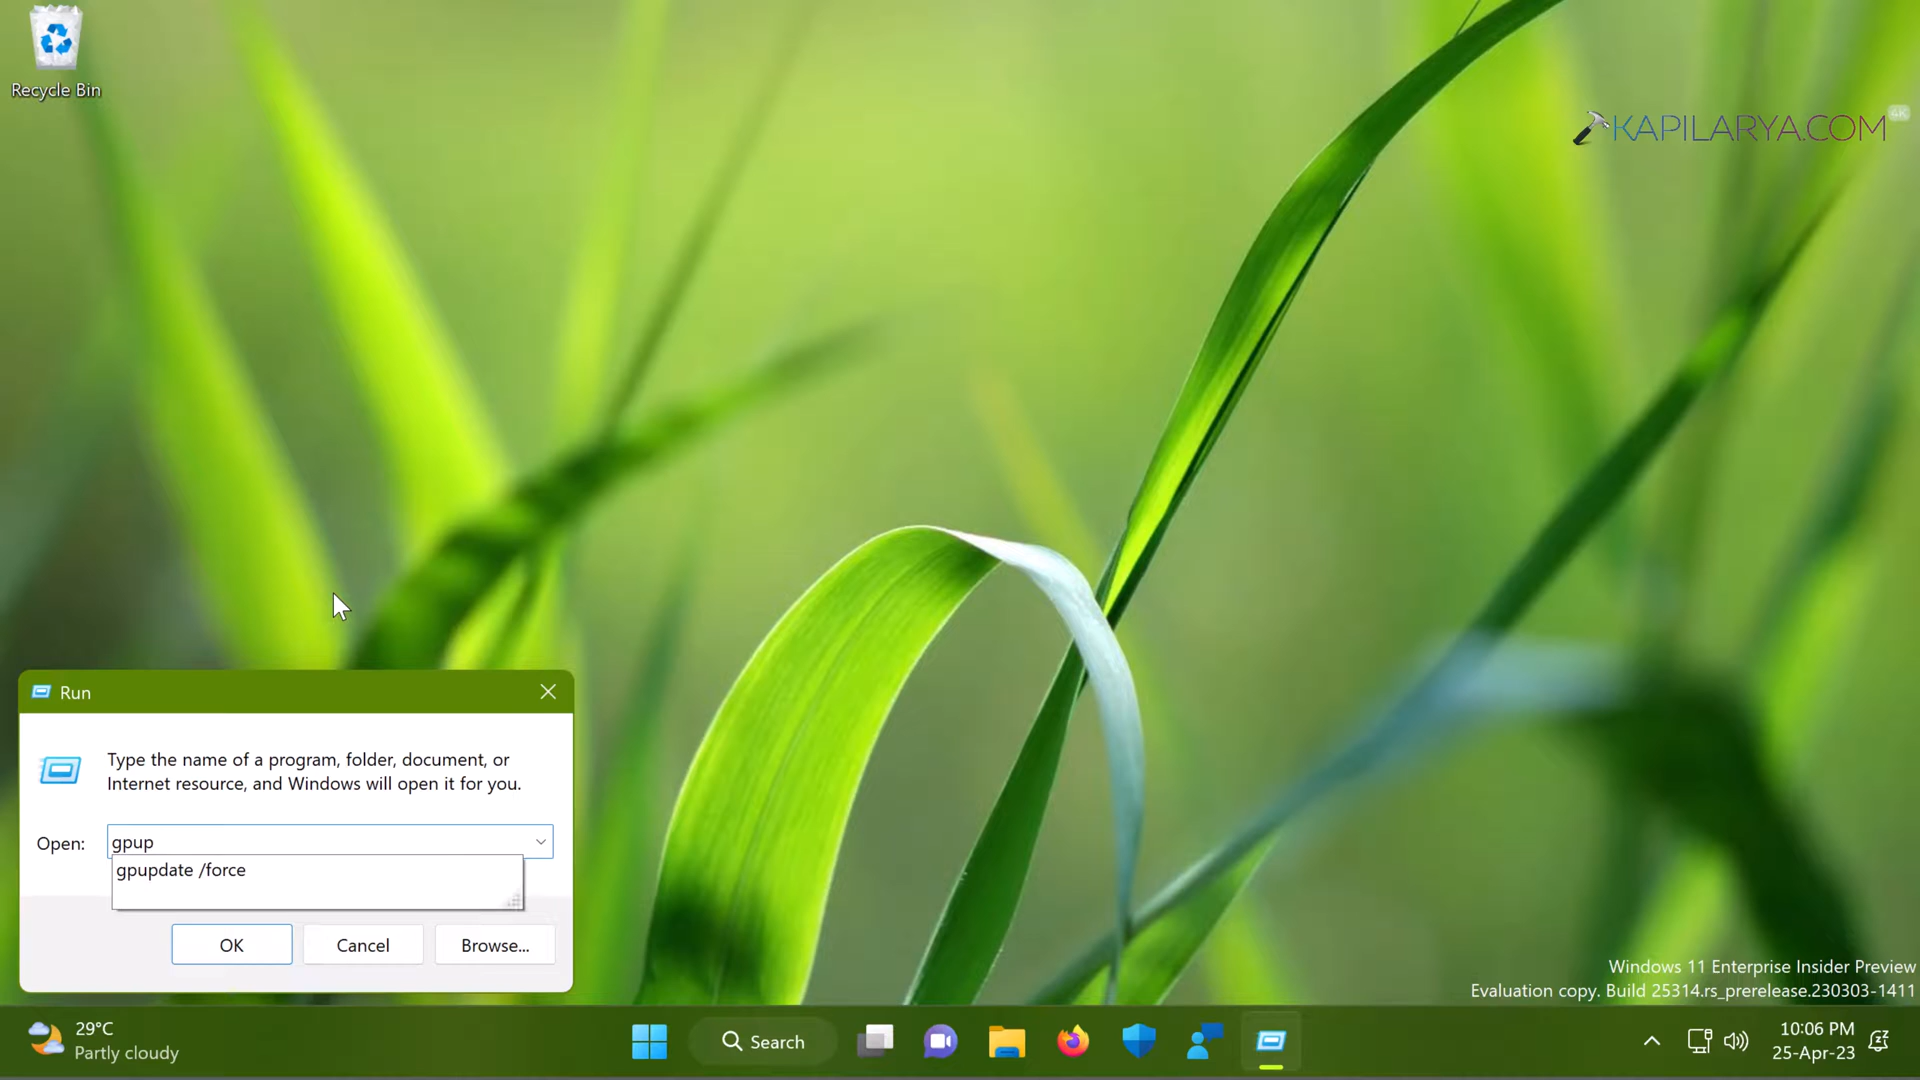 Recycle Bin
KAPILARYA.COM
4K
Run
Type the name of a program, folder, document, or
Internet resource, and Windows will open it for you.
Open: gpup
gpupdate /force
OK Cancel Browse...
Windows 11 Enterprise Insider Preview
Evaluation copy. Build 25314.rs_prerelease.230303-1411
29°C
Partly cloudy
Search
10:06 PM
25-Apr-23